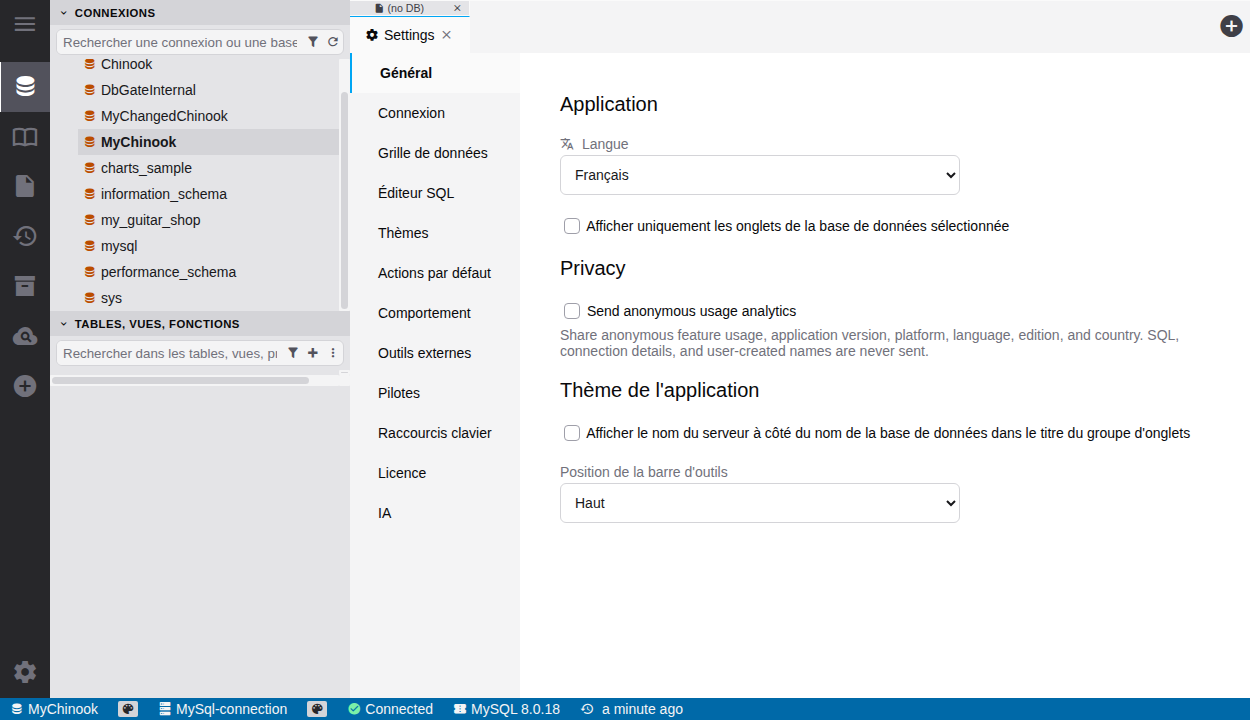 CONNEXIONS
Rechercher une connexion ou une base
Chinook
DbGateInternal
MyChangedChinook
MyChinook
charts_sample
information_schema
my_guitar_shop
mysql
performance_schema
sys
TABLES, VUES, FONCTIONS
Rechercher dans les tables, vues, pr
(no DB)
Settings
Général
Connexion
Grille de données
Éditeur SQL
Thèmes
Actions par défaut
Comportement
Outils externes
Pilotes
Raccourcis clavier
Licence
IA
Application
Langue
Français
Afficher uniquement les onglets de la base de données sélectionnée
Privacy
Send anonymous usage analytics
Share anonymous feature usage, application version, platform, language, edition, and country. SQL,
connection details, and user-created names are never sent.
Thème de l'application
Afficher le nom du serveur à côté du nom de la base de données dans le titre du groupe d'onglets
Position de la barre d'outils
Haut
MyChinook MySql-connection Connected MySQL 8.0.18 a minute ago